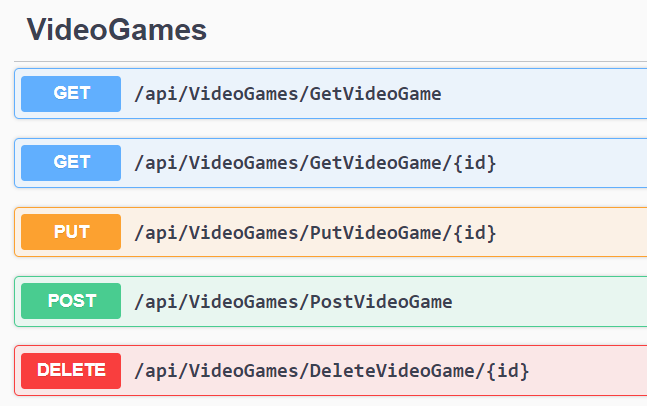 VideoGames
GET /api/VideoGames/GetVideoGame
GET /api/VideoGames/GetVideoGame/{id}
PUT /api/VideoGames/PutVideoGame/{id}
POST /api/VideoGames/PostVideoGame
DELETE /api/VideoGames/DeleteVideoGame/{id}